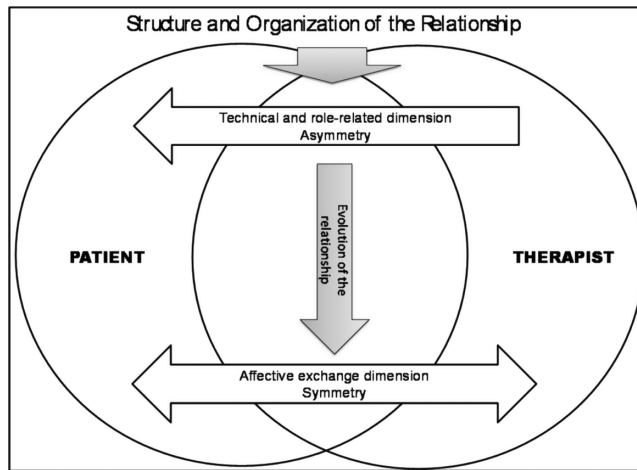 Structure and Organization of the Relationship
Technical and role-related dimension
Asymmetry
Evolution of the
relationship
PATIENT
THERAPIST
Affective exchange dimension
Symmetry